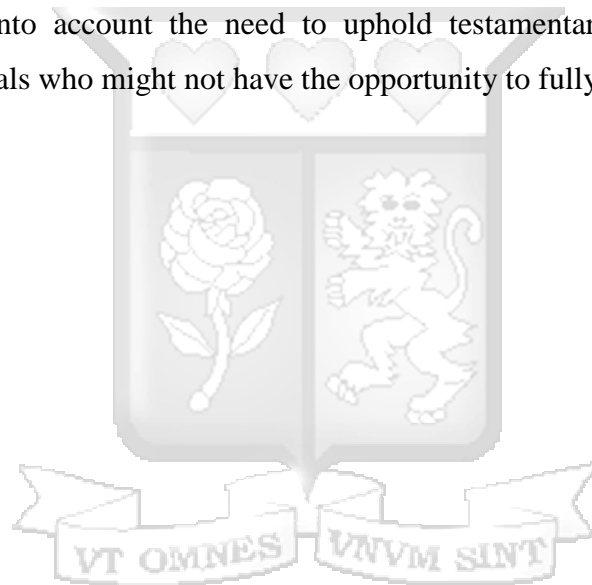 nto account the need to uphold testamentar
als who might not have the opportunity to fully
VT OMNES VNVM SINT